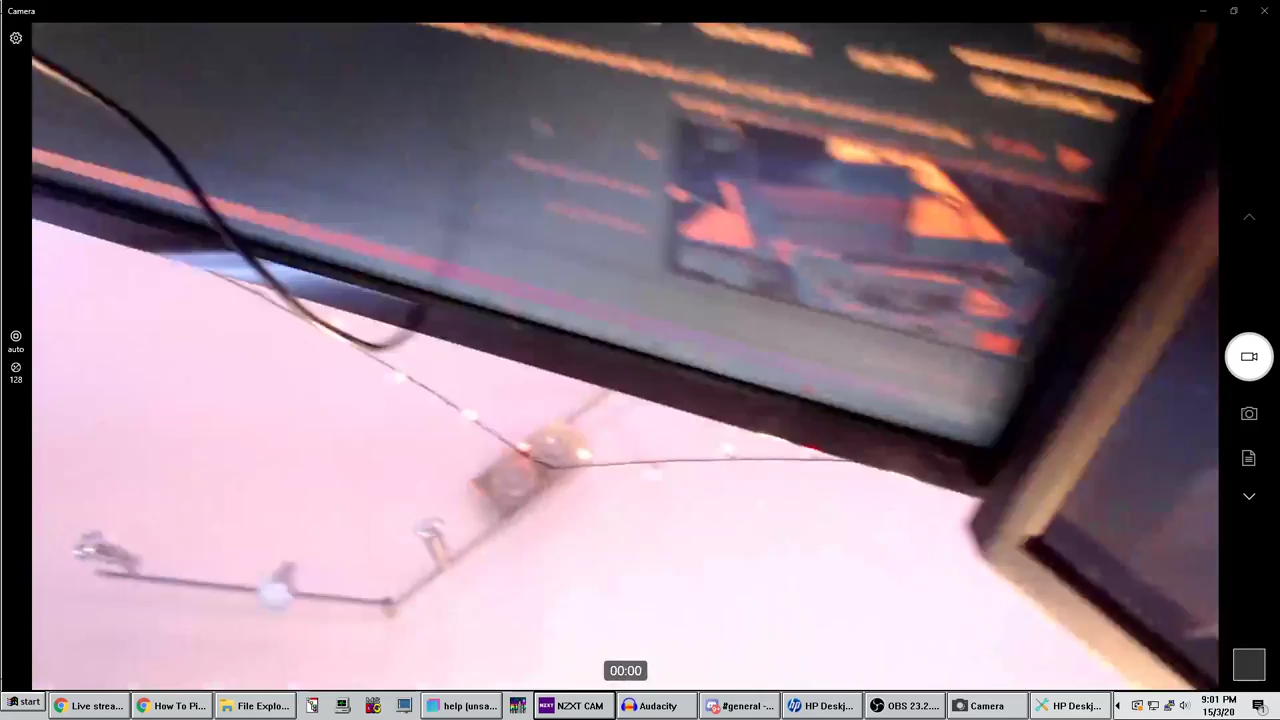 Camera
auto
128
00:00
start
Live strea...
How To Pi...
File Explo...
help (unsa...
NZXT
NZXT CAM
Audacity
#general -...
HP Deskj...
OBS 23.2....
Camera
HP Deskj...
9:01 PM
15/3/20